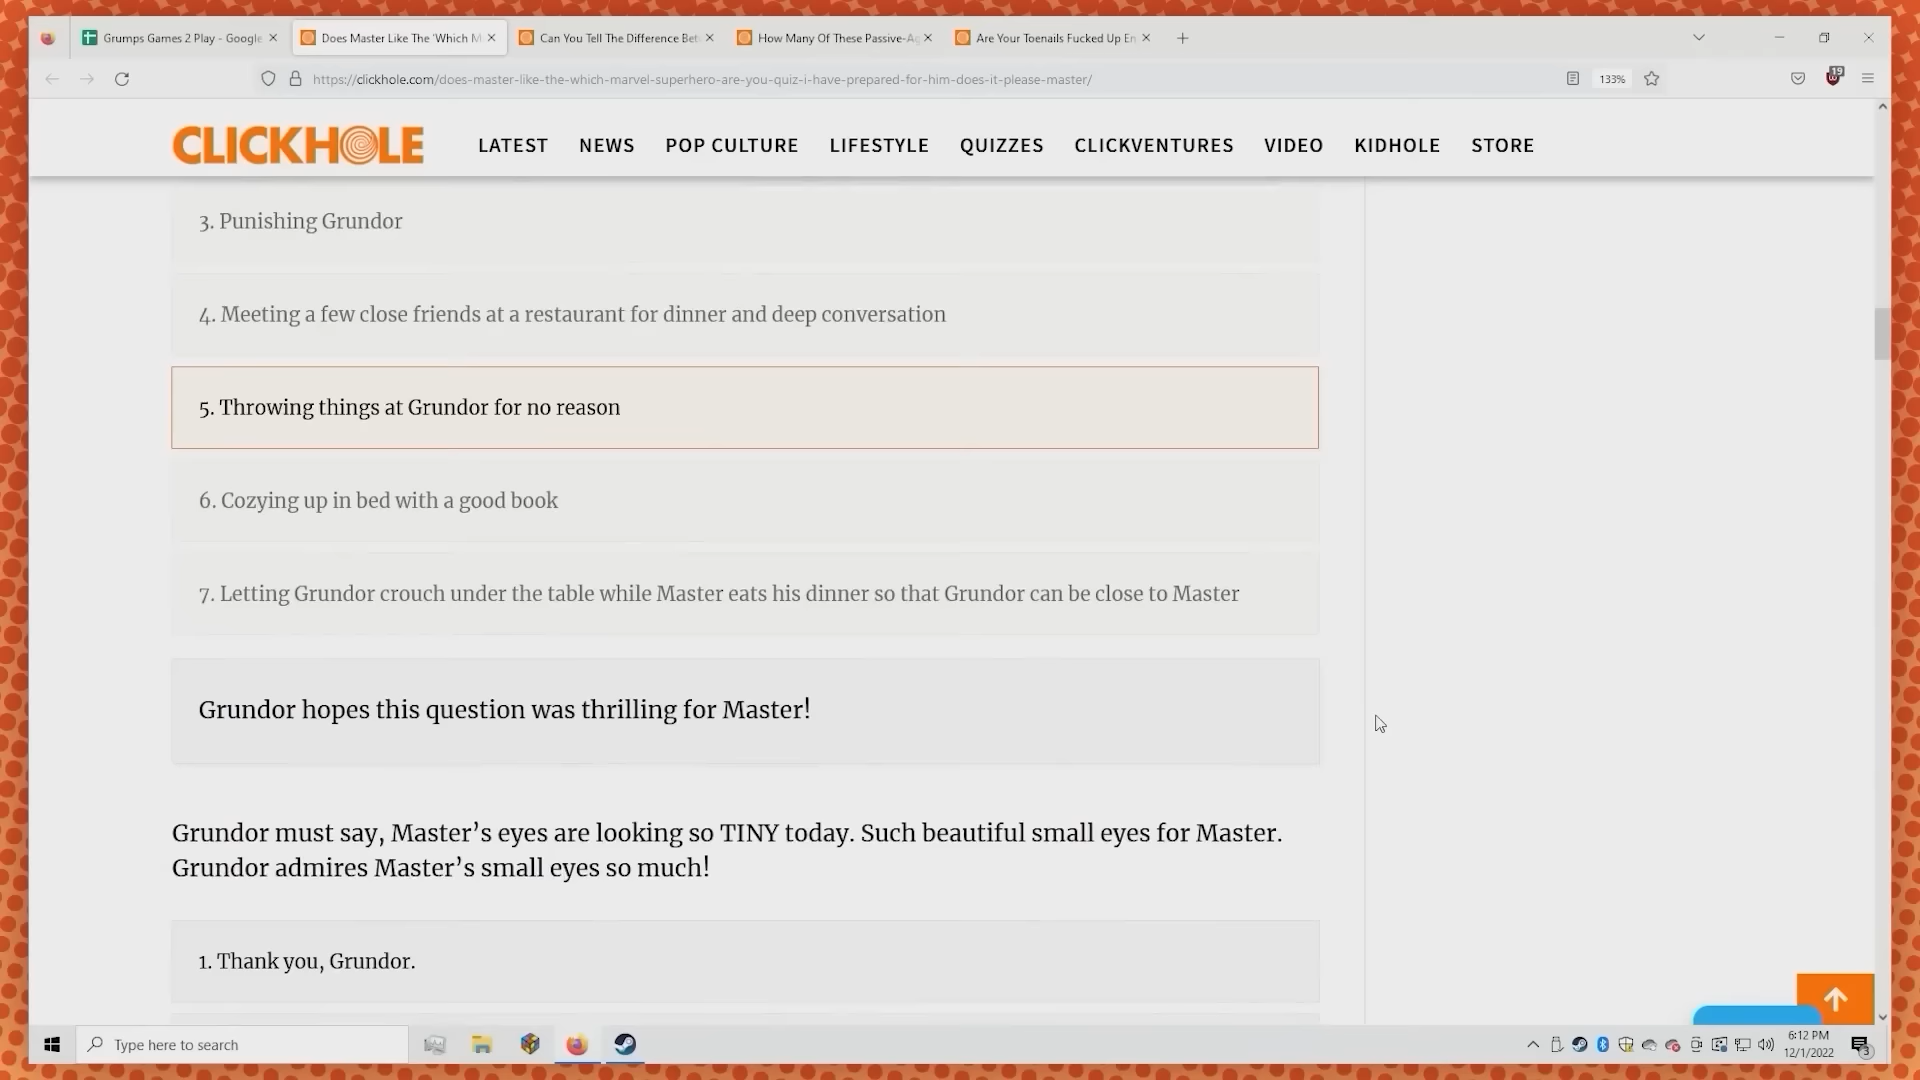 Grumps Games 2 Play - Google
Does Master Like The 'Which M
Can You Tell The Difference Bet
How Many Of These Passive-Ag
Are Your Toenails Fucked Up En
https://clickhole.com/does-master-like-the-which-marvel-superhero-are-you-quiz-i-have-prepared-for-him-does-it-please-master/
133%
19
CLICKHOLE
LATEST NEWS POP CULTURE LIFESTYLE QUIZZES CLICKVENTURES VIDEO KIDHOLE STORE
3. Punishing Grundor
4. Meeting a few close friends at a restaurant for dinner and deep conversation
5. Throwing things at Grundor for no reason
6. Cozying up in bed with a good book
7. Letting Grundor crouch under the table while Master eats his dinner so that Grundor can be close to Master
Grundor hopes this question was thrilling for Master!
Grundor must say, Master's eyes are looking so TINY today. Such beautiful small eyes for Master.
Grundor admires Master's small eyes so much!
1. Thank you, Grundor.
Type here to search
6:12 PM
12/1/2022
3